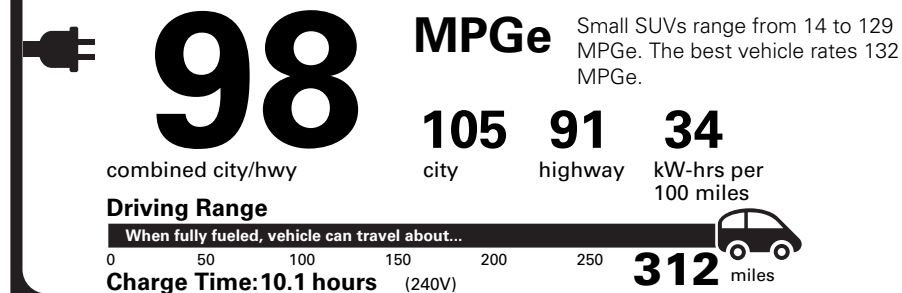 98
MPGe
Small SUVs range from 14 to 129
MPGe. The best vehicle rates 132
MPGe.
combined city/hwy
105
city
91
highway
34
kW-hrs per
100 miles
Driving Range
When fully fueled, vehicle can travel about...
0 50 100 150 200 250 312 miles
Charge Time: 10.1 hours (240V)